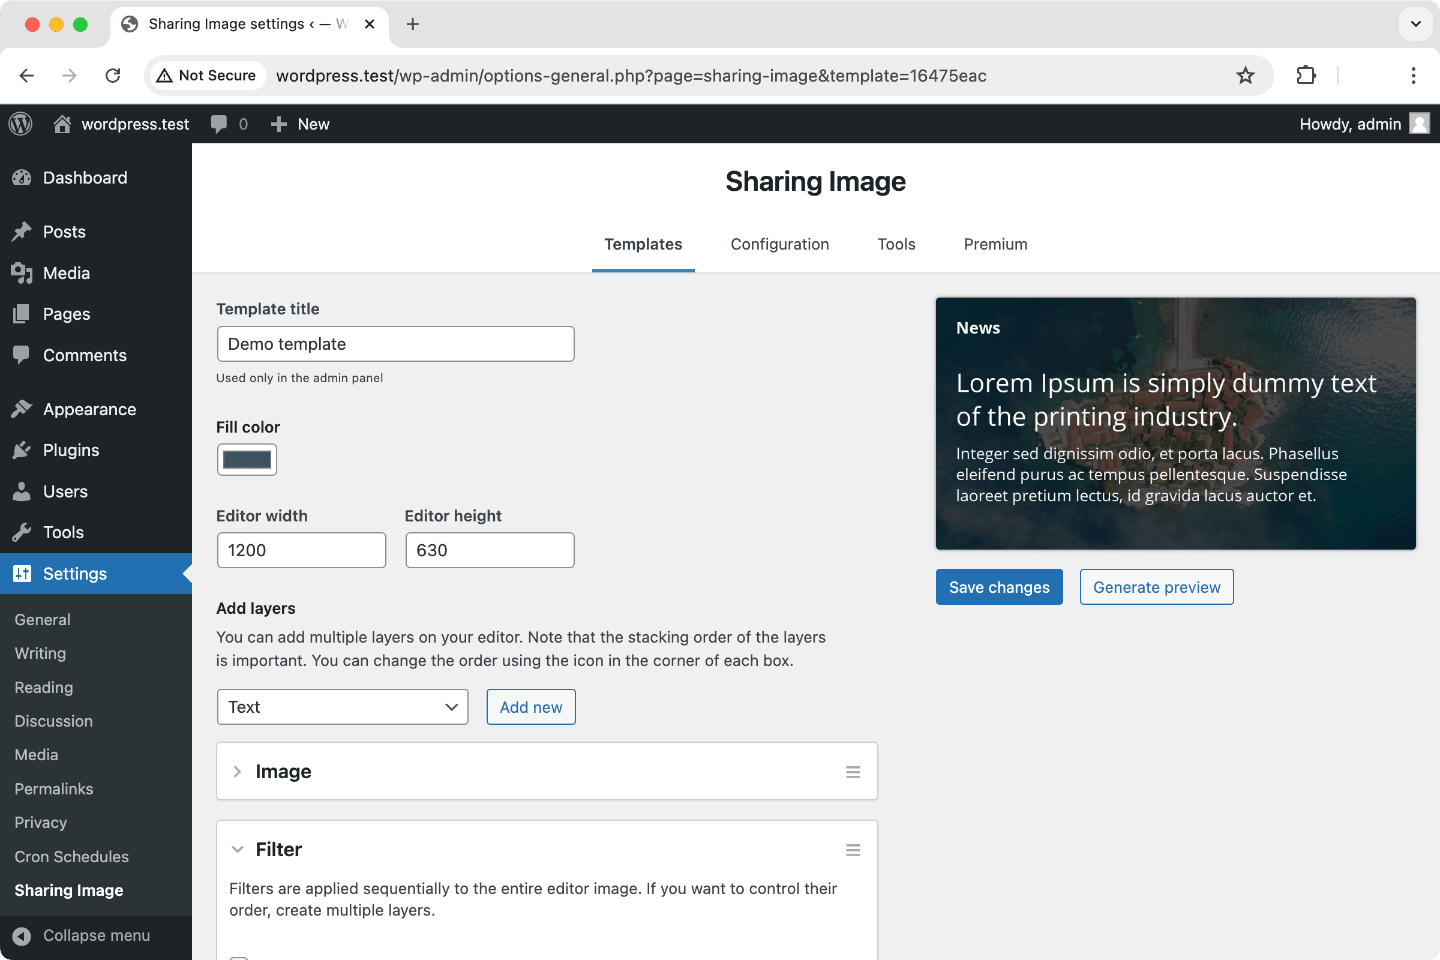 Sharing Image settings ‹ — W
Not Secure
wordpress.test/wp-admin/options-general.php?page=sharing-image&template=16475eac
wordpress.test
0
New
Howdy, admin
Dashboard
Posts
Media
Pages
Comments
Appearance
Plugins
Users
Tools
Settings
General
Writing
Reading
Discussion
Media
Permalinks
Privacy
Cron Schedules
Sharing Image
Collapse menu
Sharing Image
Templates
Configuration
Tools
Premium
Template title
Demo template
Used only in the admin panel
Fill color
Editor width
Editor height
1200
630
Add layers
You can add multiple layers on your editor. Note that the stacking order of the layers
is important. You can change the order using the icon in the corner of each box.
Text
Add new
Image
Filter
Filters are applied sequentially to the entire editor image. If you want to control their
order, create multiple layers.
News
Lorem Ipsum is simply dummy text
of the printing industry.
Integer sed dignissim odio, et porta lacus. Phasellus
eleifend purus ac tempus pellentesque. Suspendisse
laoreet pretium lectus, id gravida lacus auctor et.
Save changes
Generate preview